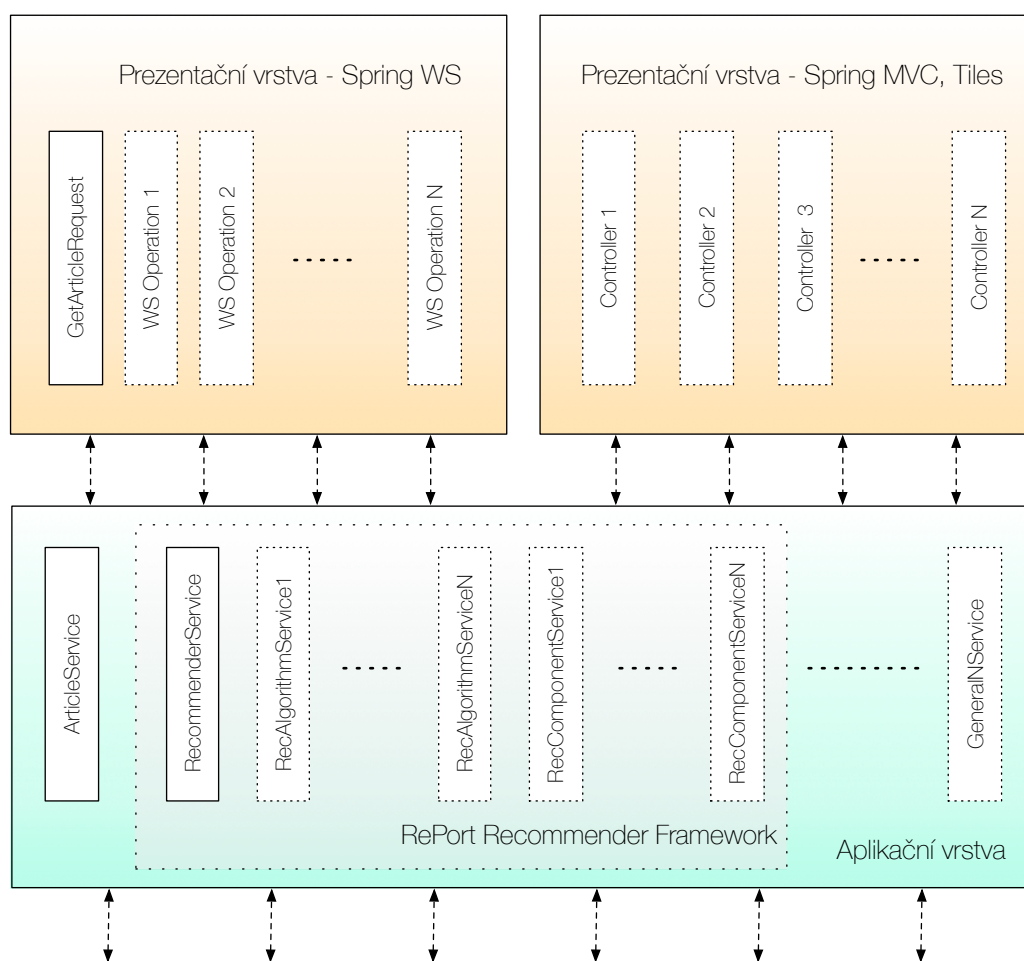 Prezentační vrstva - Spring WS
GetArticleRequest
WS Operation 1
WS Operation 2
WS Operation N
Prezentační vrstva - Spring MVC, Tiles
Controller 1
Controller 2
Controller 3
Controller N
ArticleService
RecommenderService
RecAlgorithmService1
RecAlgorithmServiceN
RecComponentService1
RecComponentServiceN
GeneralNService
RePort Recommender Framework
Aplikační vrstva